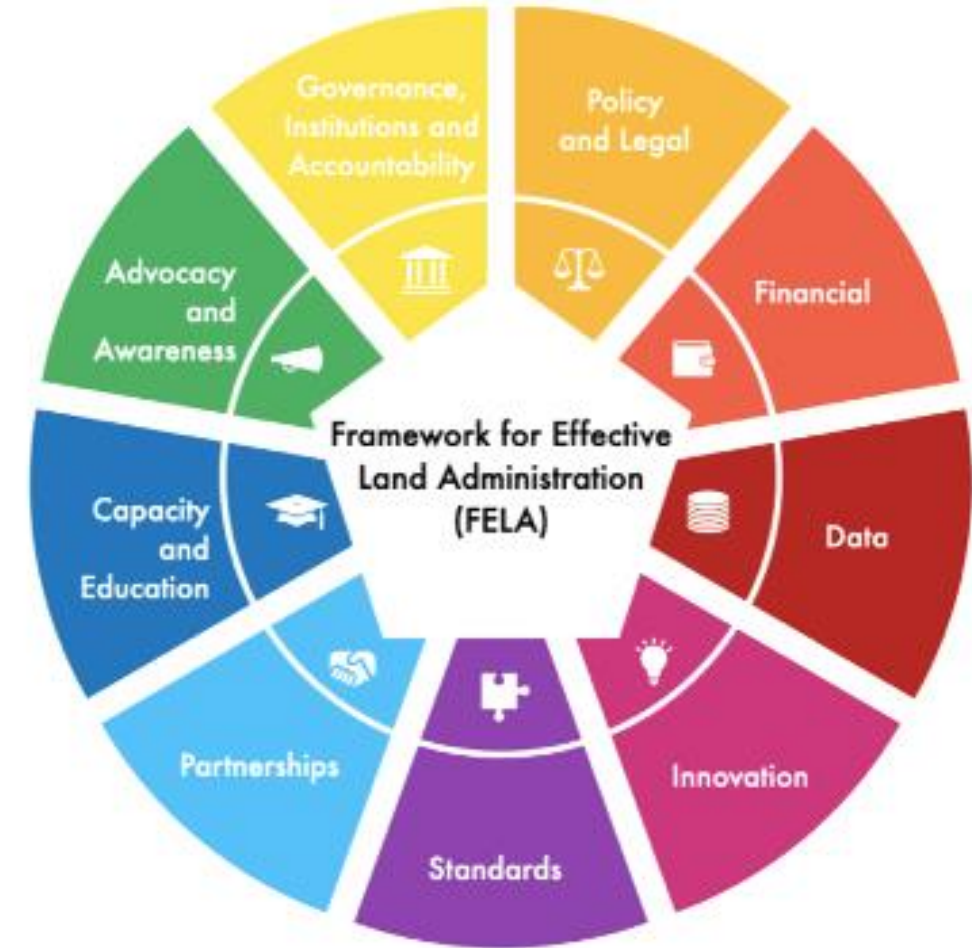 Governance,
Institutions and
Accountability
Policy
and Legal
Financial
Data
Innovation
Standards
Partnerships
Capacity
and
Education
Advocacy
and
Awareness
Framework for Effective
Land Administration
(FELA)